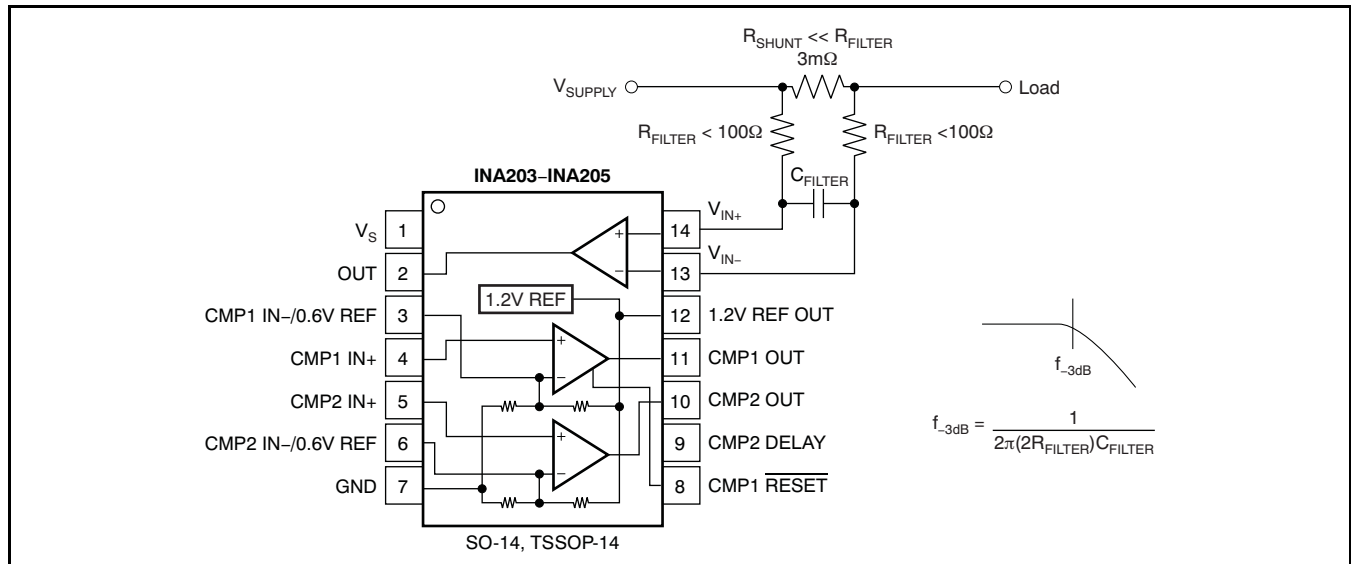 R_SHUNT << R_FILTER
3mΩ
V_SUPPLY
Load
R_FILTER < 100Ω
R_FILTER <100Ω
C_FILTER
INA203–INA205
V_IN+
V_IN–
V_S 1
OUT 2
CMP1 IN–/0.6V REF 3
CMP1 IN+ 4
CMP2 IN+ 5
CMP2 IN–/0.6V REF 6
GND 7
14
13
12 1.2V REF OUT
11 CMP1 OUT
10 CMP2 OUT
9 CMP2 DELAY
8 CMP1 R̅E̅S̅E̅T̅
+
–
1.2V REF
+
–
+
–
SO-14, TSSOP-14
f_–3dB
f_–3dB = 1 / 2π(2R_FILTER)C_FILTER